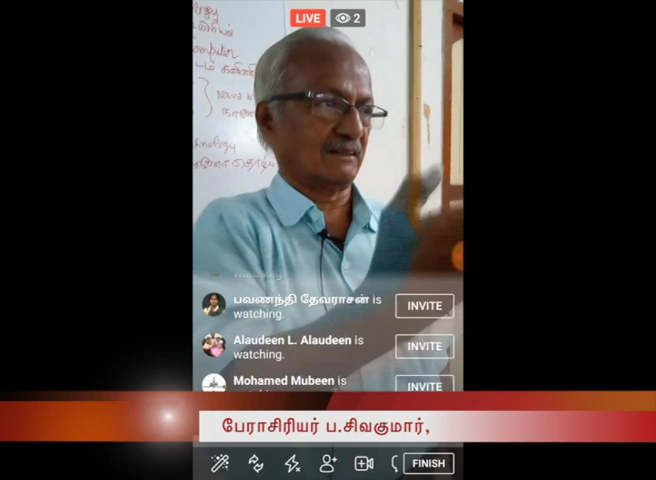 LIVE 2
computer
பவணந்தி தேவராசன் is
watching.
INVITE
Alaudeen L. Alaudeen is
watching.
INVITE
Mohamed Mubeen is
INVITE
பேராசிரியர் ப.சிவகுமார்,
FINISH